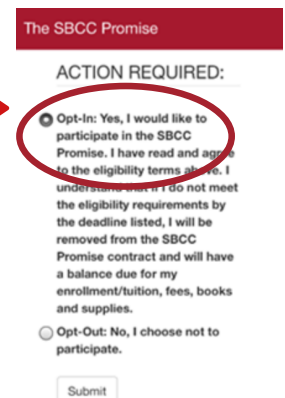 The SBCC Promise
ACTION REQUIRED:
Opt-In: Yes, I would like to
participate in the SBCC
Promise. I have read and agree
to the eligibility terms above. I
understand that if I do not meet
the eligibility requirements by
the deadline listed, I will be
removed from the SBCC
Promise contract and will have
a balance due for my
enrollment/tuition, fees, books
and supplies.
Opt-Out: No, I choose not to
participate.
Submit